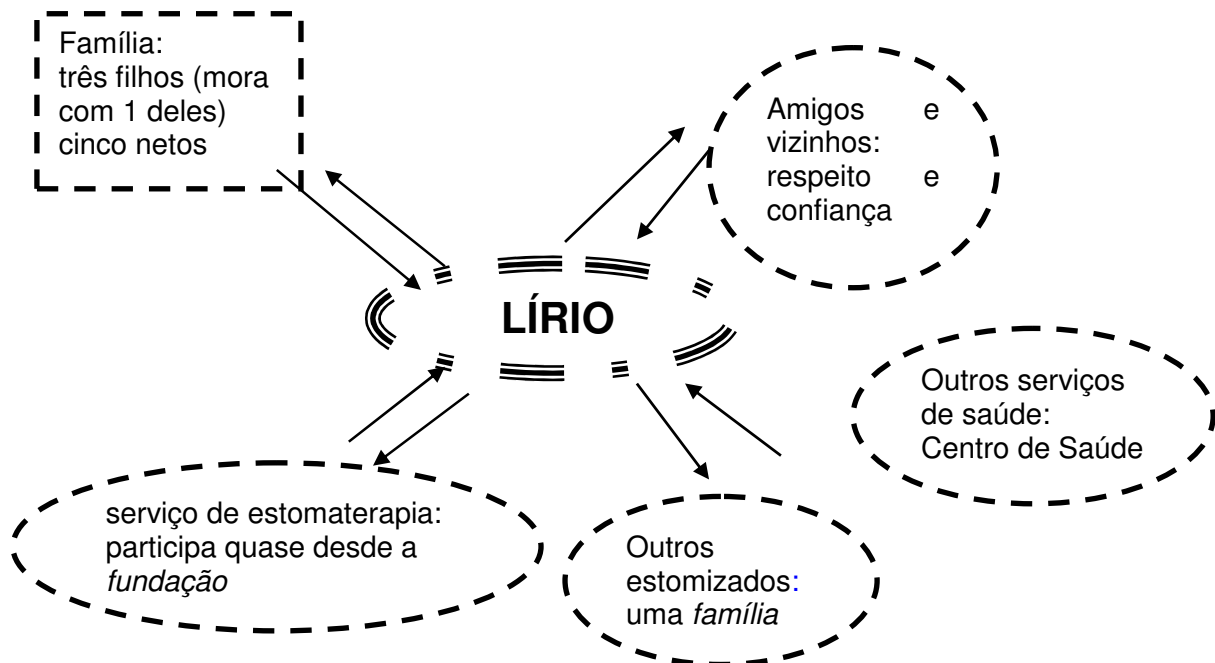 Família:
três filhos (mora
com 1 deles)
cinco netos
Amigos e
vizinhos:
respeito e
confiança
LÍRIO
Outros serviços
de saúde:
Centro de Saúde
serviço de estomaterapia:
participa quase desde a
fundação
Outros
estomizados:
uma família